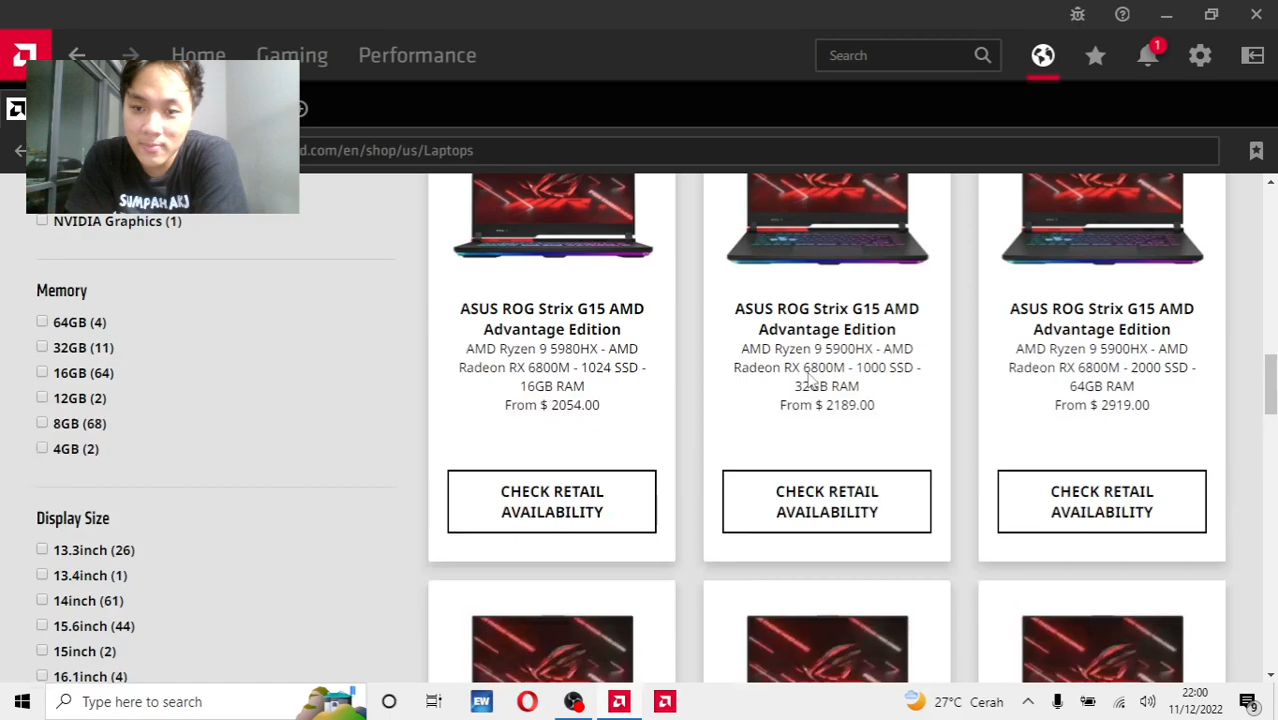 Home Gaming Performance Search 1
d.com/en/shop/us/Laptops
SUMPAH AKJ
NVIDIA Graphics (1)
Memory
64GB (4)
32GB (11)
16GB (64)
12GB (2)
8GB (68)
4GB (2)
Display Size
13.3inch (26)
13.4inch (1)
14inch (61)
15.6inch (44)
15inch (2)
16.1inch (4)
ASUS ROG Strix G15 AMD
Advantage Edition
AMD Ryzen 9 5980HX - AMD
Radeon RX 6800M - 1024 SSD -
16GB RAM
From $ 2054.00
CHECK RETAIL
AVAILABILITY
ASUS ROG Strix G15 AMD
Advantage Edition
AMD Ryzen 9 5900HX - AMD
Radeon RX 6800M - 1000 SSD -
32GB RAM
From $ 2189.00
CHECK RETAIL
AVAILABILITY
ASUS ROG Strix G15 AMD
Advantage Edition
AMD Ryzen 9 5900HX - AMD
Radeon RX 6800M - 2000 SSD -
64GB RAM
From $ 2919.00
CHECK RETAIL
AVAILABILITY
Type here to search
EW
27°C Cerah
22:00
11/12/2022
9